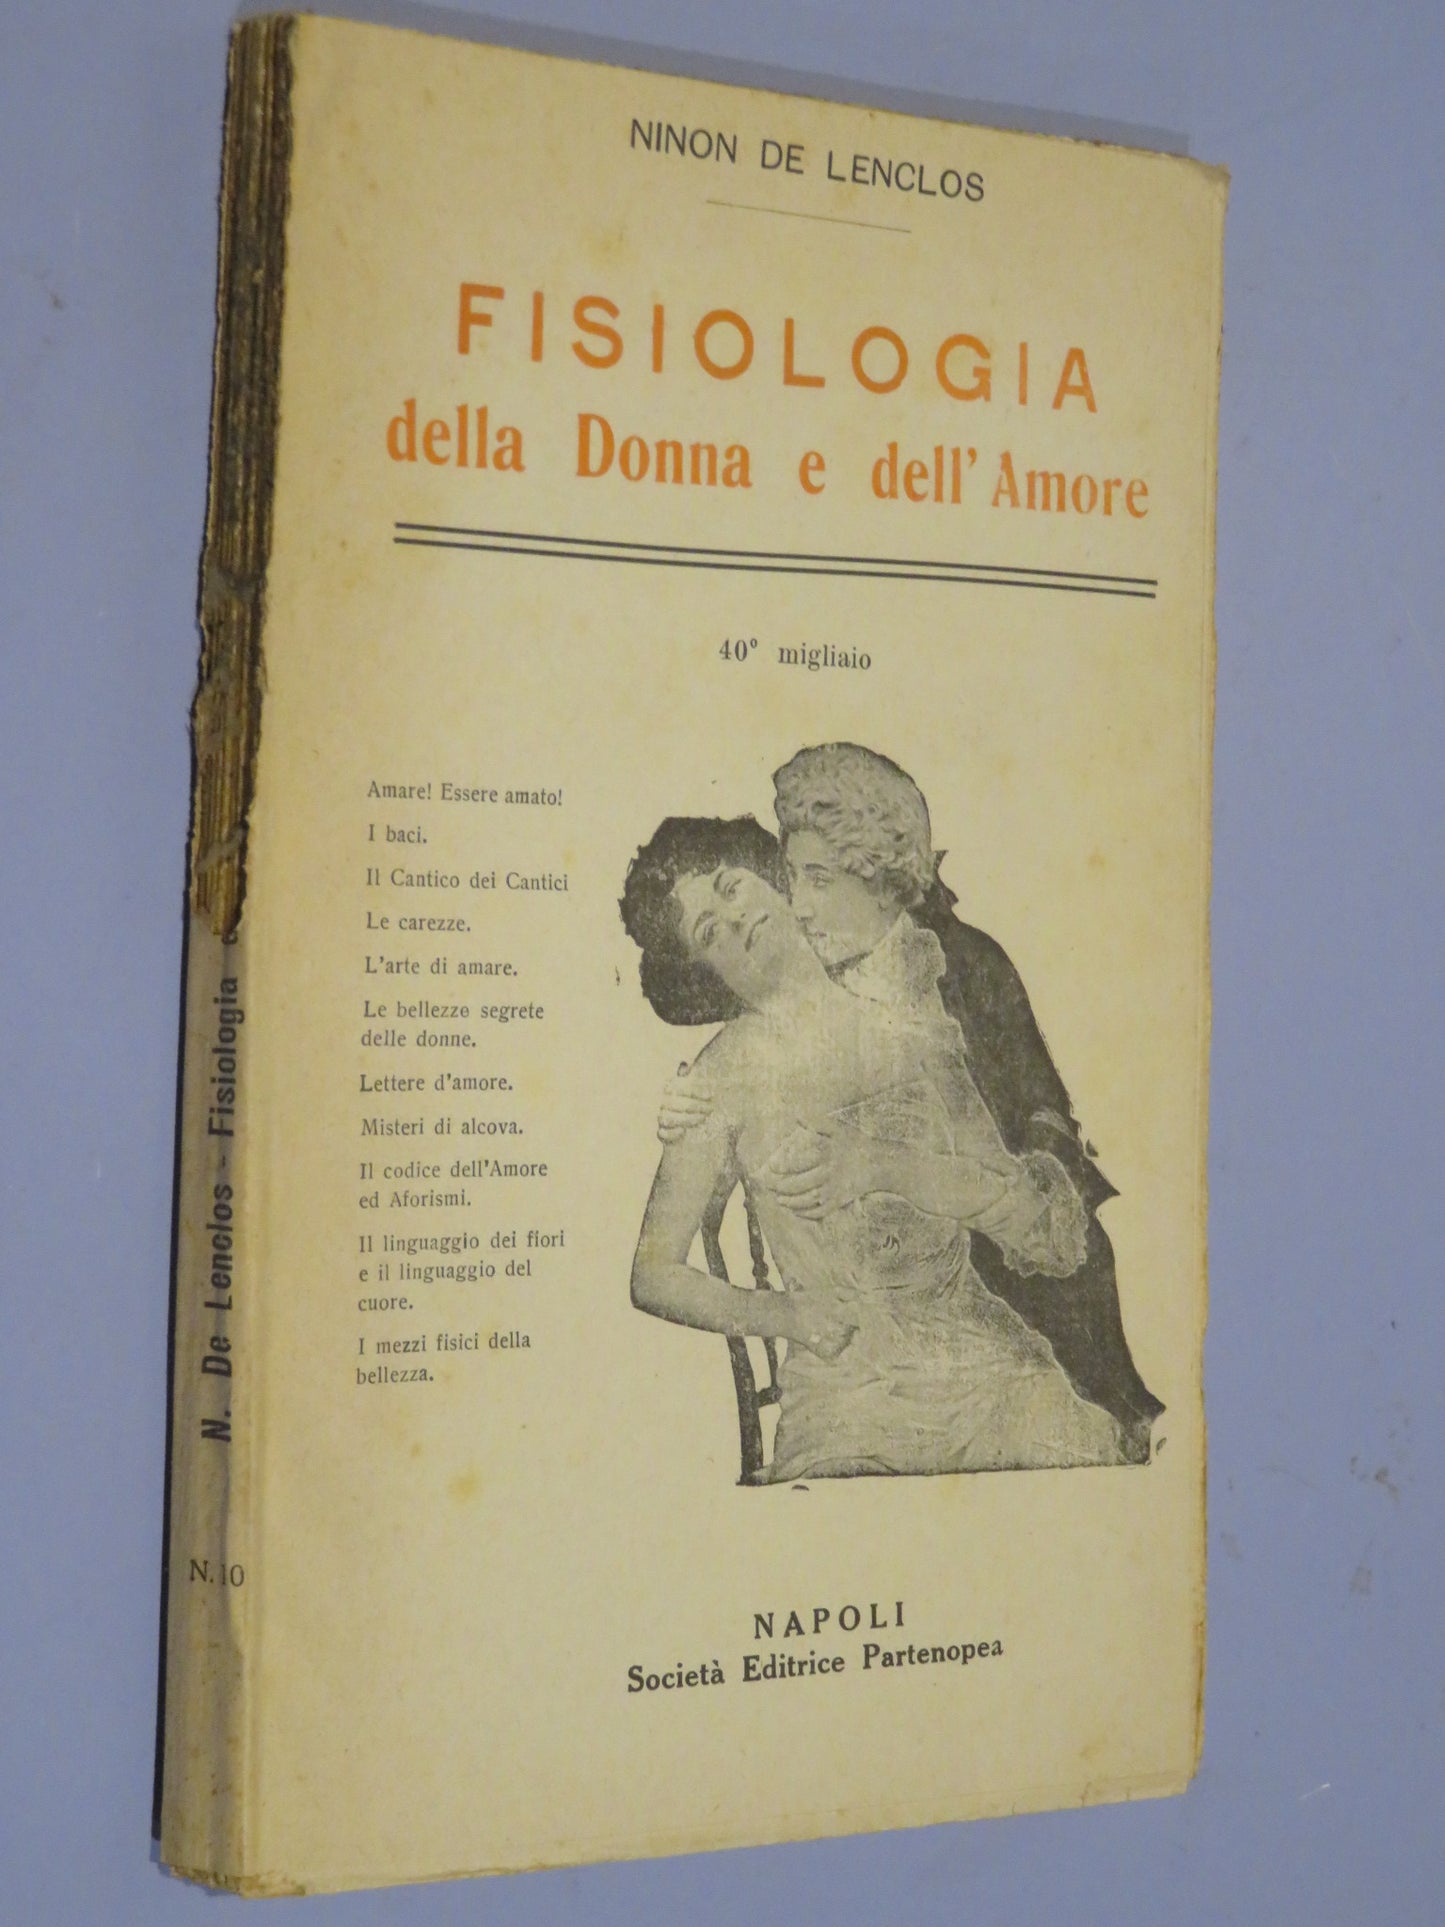 NINON DE LENCLOS
FISIOLOGIA
della Donna e dell' Amore
40° migliaio
Amare! Essere amato!
I baci.
Il Cantico dei Cantici
Le carezze.
L'arte di amare.
Le bellezze segrete
delle donne.
Lettere d'amore.
Misteri di alcova.
Il codice dell'Amore
ed Aforismi.
Il linguaggio dei fiori
e il linguaggio del
cuore.
I mezzi fisici della
bellezza.
NAPOLI
Società Editrice Partenopea
N. De Lenclos - Fisiologia
N. 10